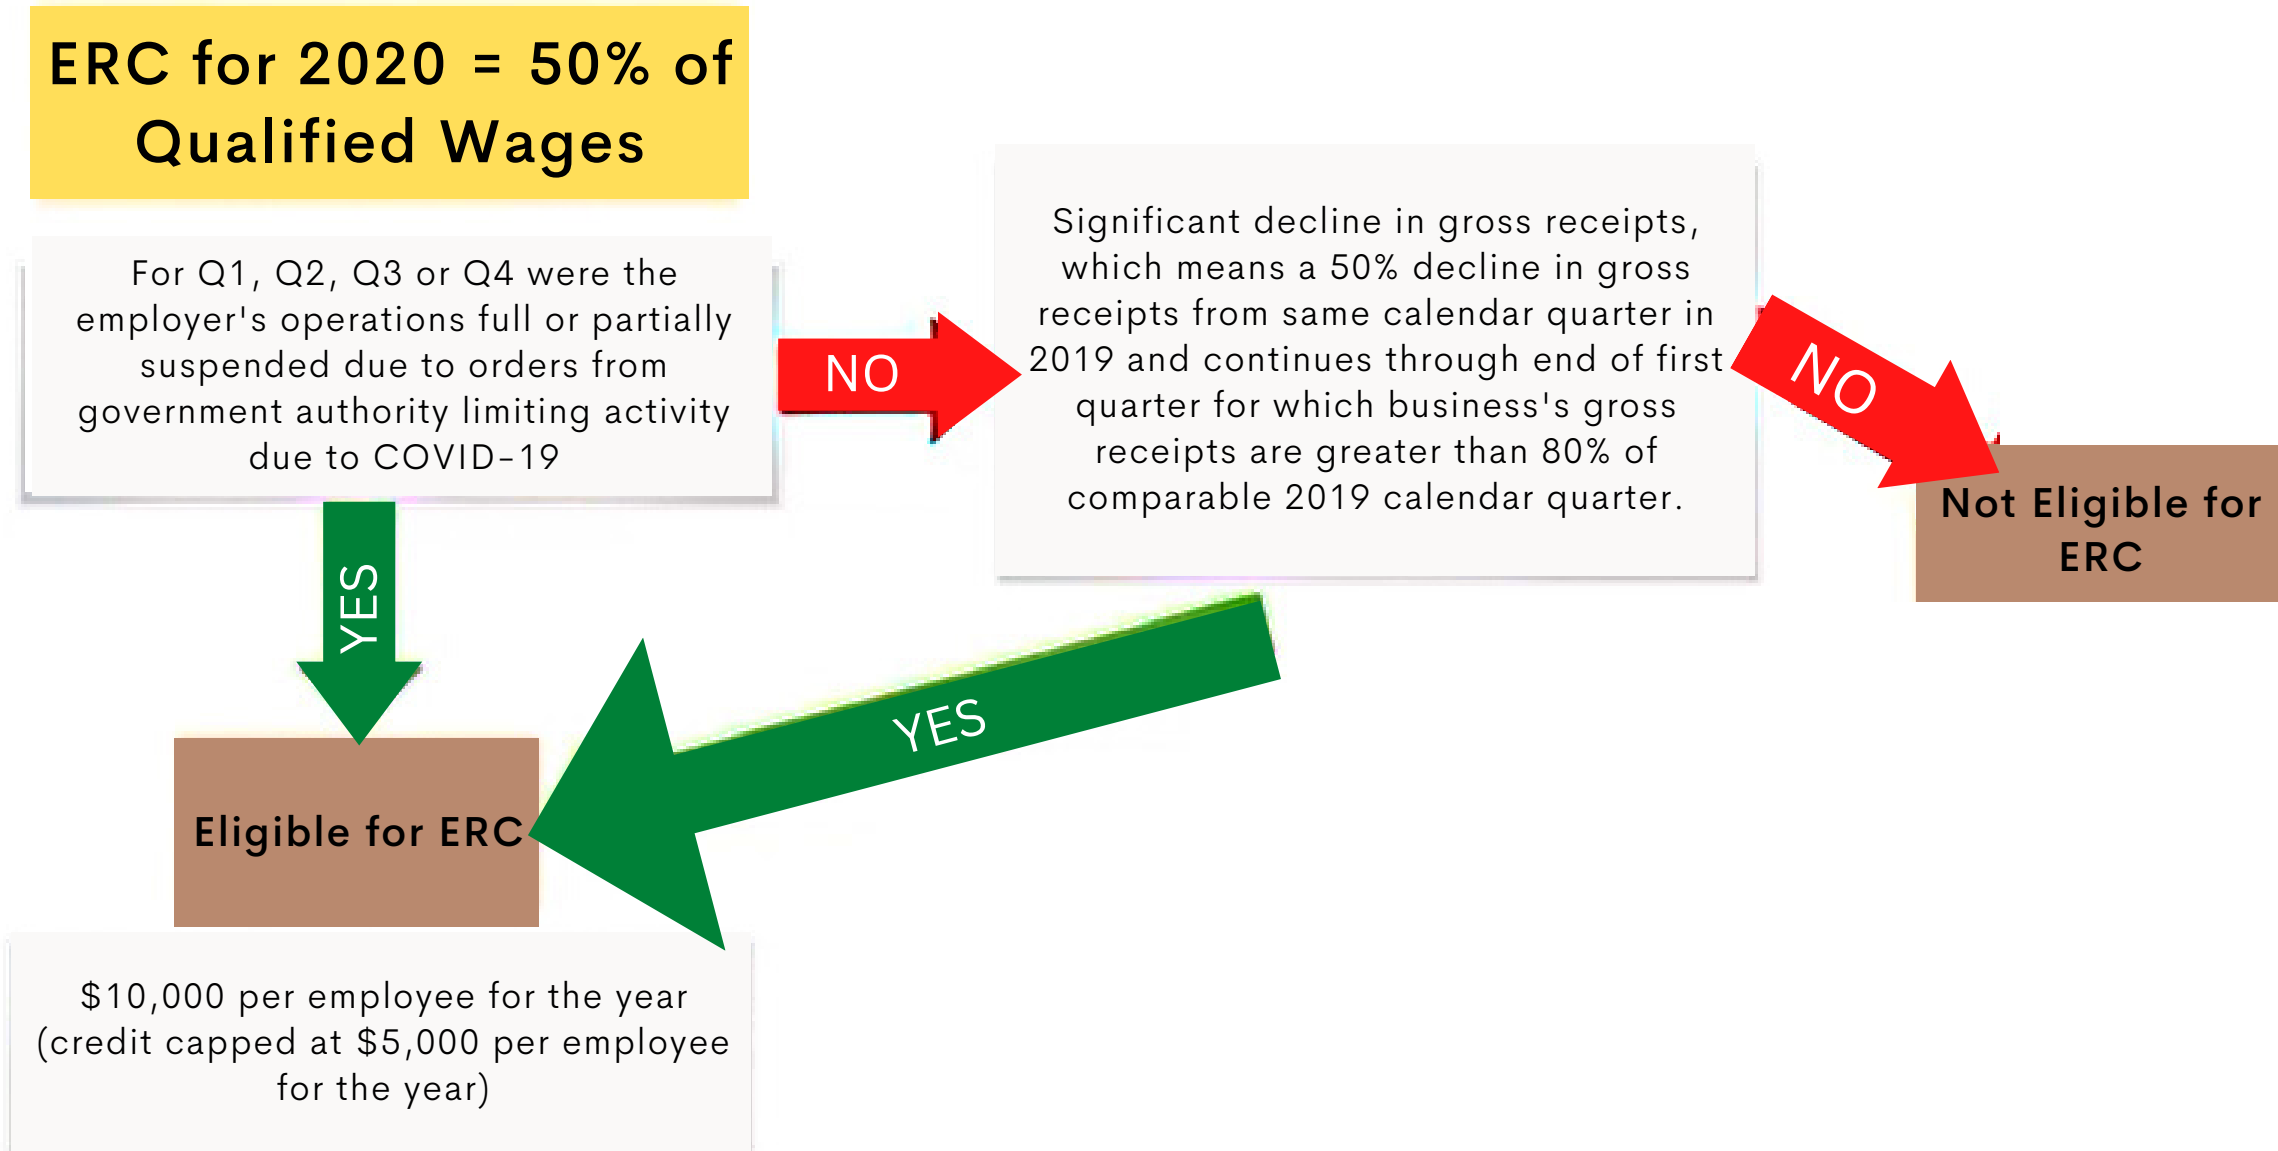 ERC for 2020 = 50% of
Qualified Wages
For Q1, Q2, Q3 or Q4 were the
employer's operations full or partially
suspended due to orders from
government authority limiting activity
due to COVID-19
NO
Significant decline in gross receipts,
which means a 50% decline in gross
receipts from same calendar quarter in
2019 and continues through end of first
quarter for which business's gross
receipts are greater than 80% of
comparable 2019 calendar quarter.
NO
Not Eligible for
ERC
YES
YES
Eligible for ERC
$10,000 per employee for the year
(credit capped at $5,000 per employee
for the year)